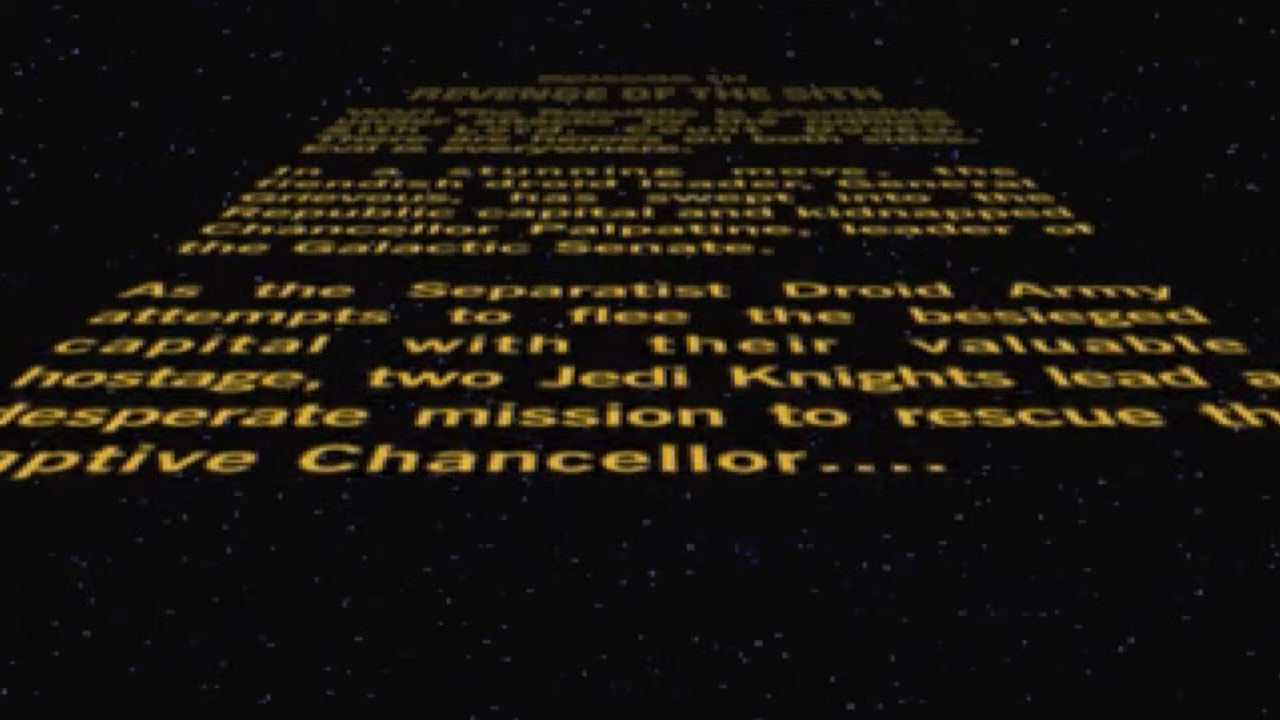 REVENGE OF THE SITH
In a stunning move, the
fiendish droid leader, General
Grievous, has swept into the
Republic capital and kidnapped
Chancellor Palpatine, leader of
the Galactic Senate.
As the Separatist Droid Army
attempts to flee the besieged
capital with their valuable
hostage, two Jedi Knights lead a
desperate mission to rescue th
aptive Chancellor....